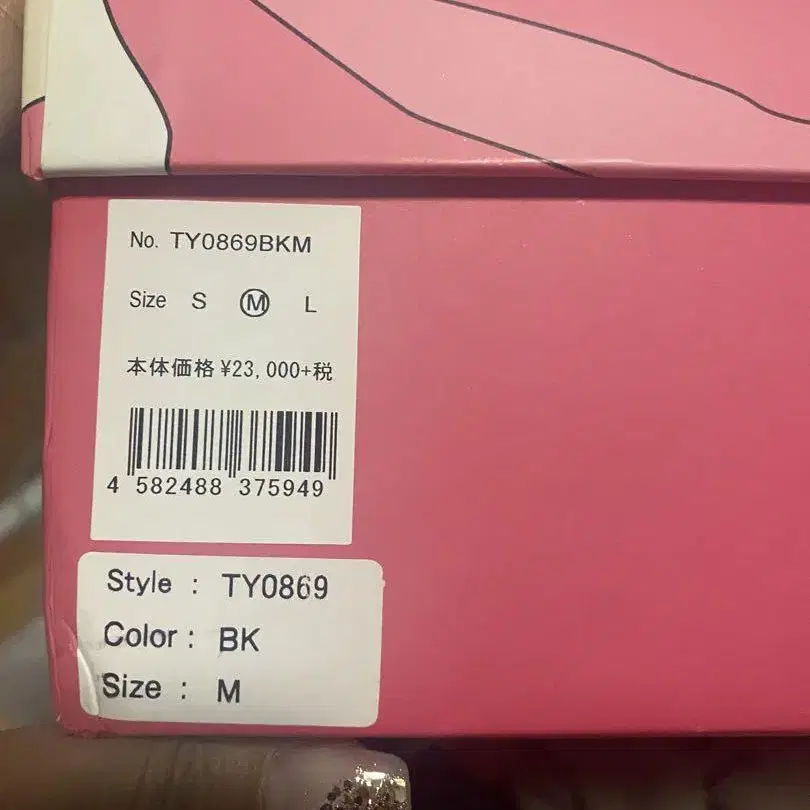 No. TY0869BKM
Size S M L
本体価格 ¥23,000+税
4 582488 375949
Style : TY0869
Color : BK
Size : M